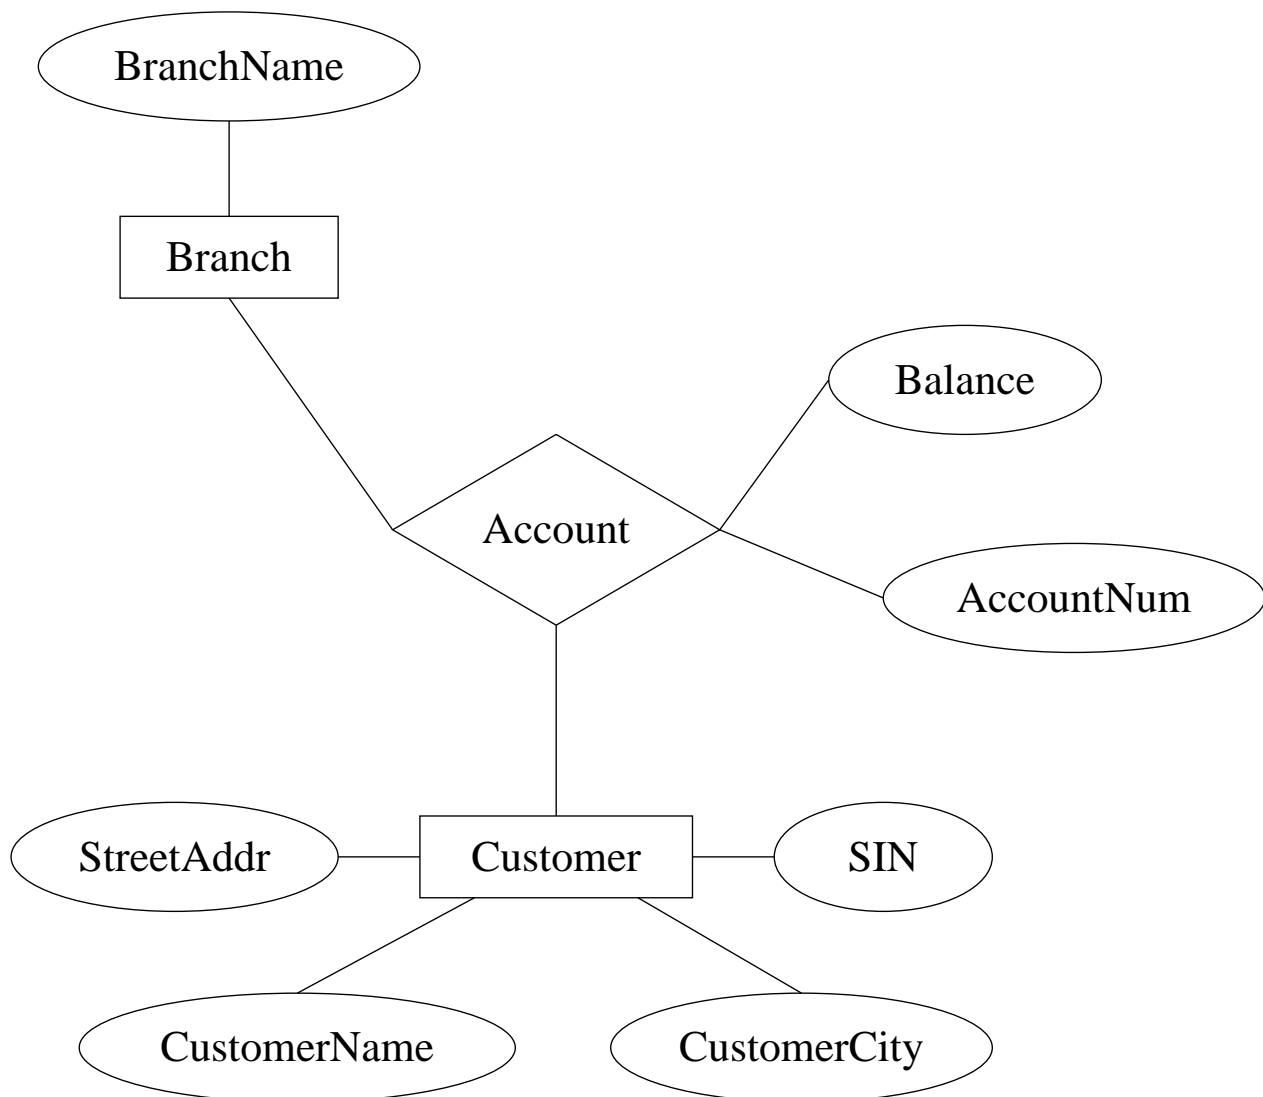 BranchName
Branch
Balance
Account
AccountNum
StreetAddr
Customer
SIN
CustomerName
CustomerCity